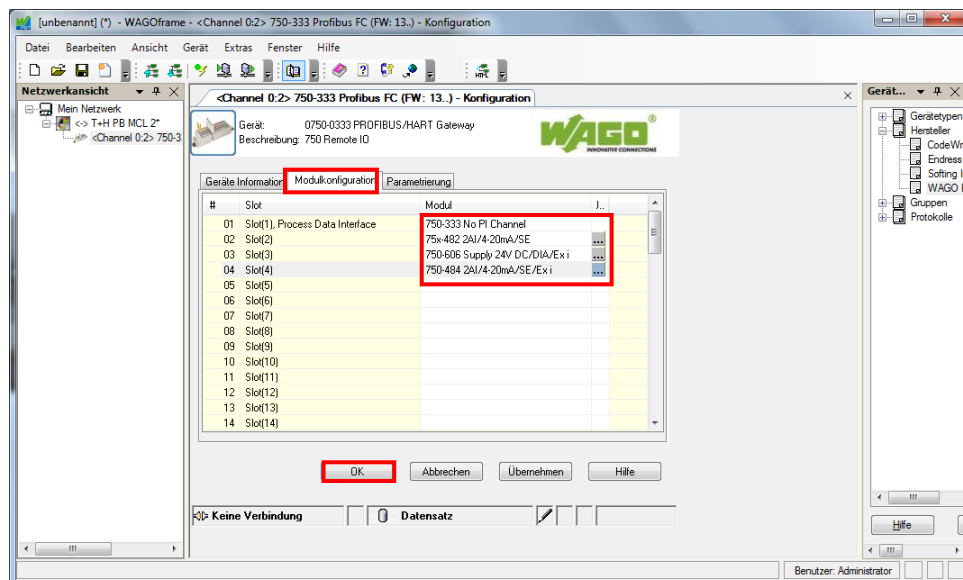 [unbenannt] (*) - WAGOframe - <Channel 0:2> 750-333 Profibus FC (FW: 13..) - Konfiguration
Datei Bearbeiten Ansicht Gerät Extras Fenster Hilfe
Netzwerkansicht
Mein Netzwerk
<-> T+H PB MCL 2*
<Channel 0:2> 750-3
<Channel 0:2> 750-333 Profibus FC (FW: 13..) - Konfiguration
Gerät: 0750-0333 PROFIBUS/HART Gateway
Beschreibung: 750 Remote IO
WAGO®
INNOVATIVE CONNECTIONS
Geräte Information Modulkonfiguration Parametrierung
# Slot Modul I..
01 Slot(1), Process Data Interface 750-333 No PI Channel
02 Slot(2) 75x-482 2AI/4-20mA/SE ...
03 Slot(3) 750-606 Supply 24V DC/DIA/Ex i ...
04 Slot(4) 750-484 2AI/4-20mA/SE/Ex i ...
05 Slot(5)
06 Slot(6)
07 Slot(7)
08 Slot(8)
09 Slot(9)
10 Slot(10)
11 Slot(11)
12 Slot(12)
13 Slot(13)
14 Slot(14)
OK Abbrechen Übernehmen Hilfe
Keine Verbindung Datensatz
Gerät...
Gerätetypen
Hersteller
CodeWr
Endress
Softing I
WAGO
Gruppen
Protokolle
Hilfe
Benutzer: Administrator